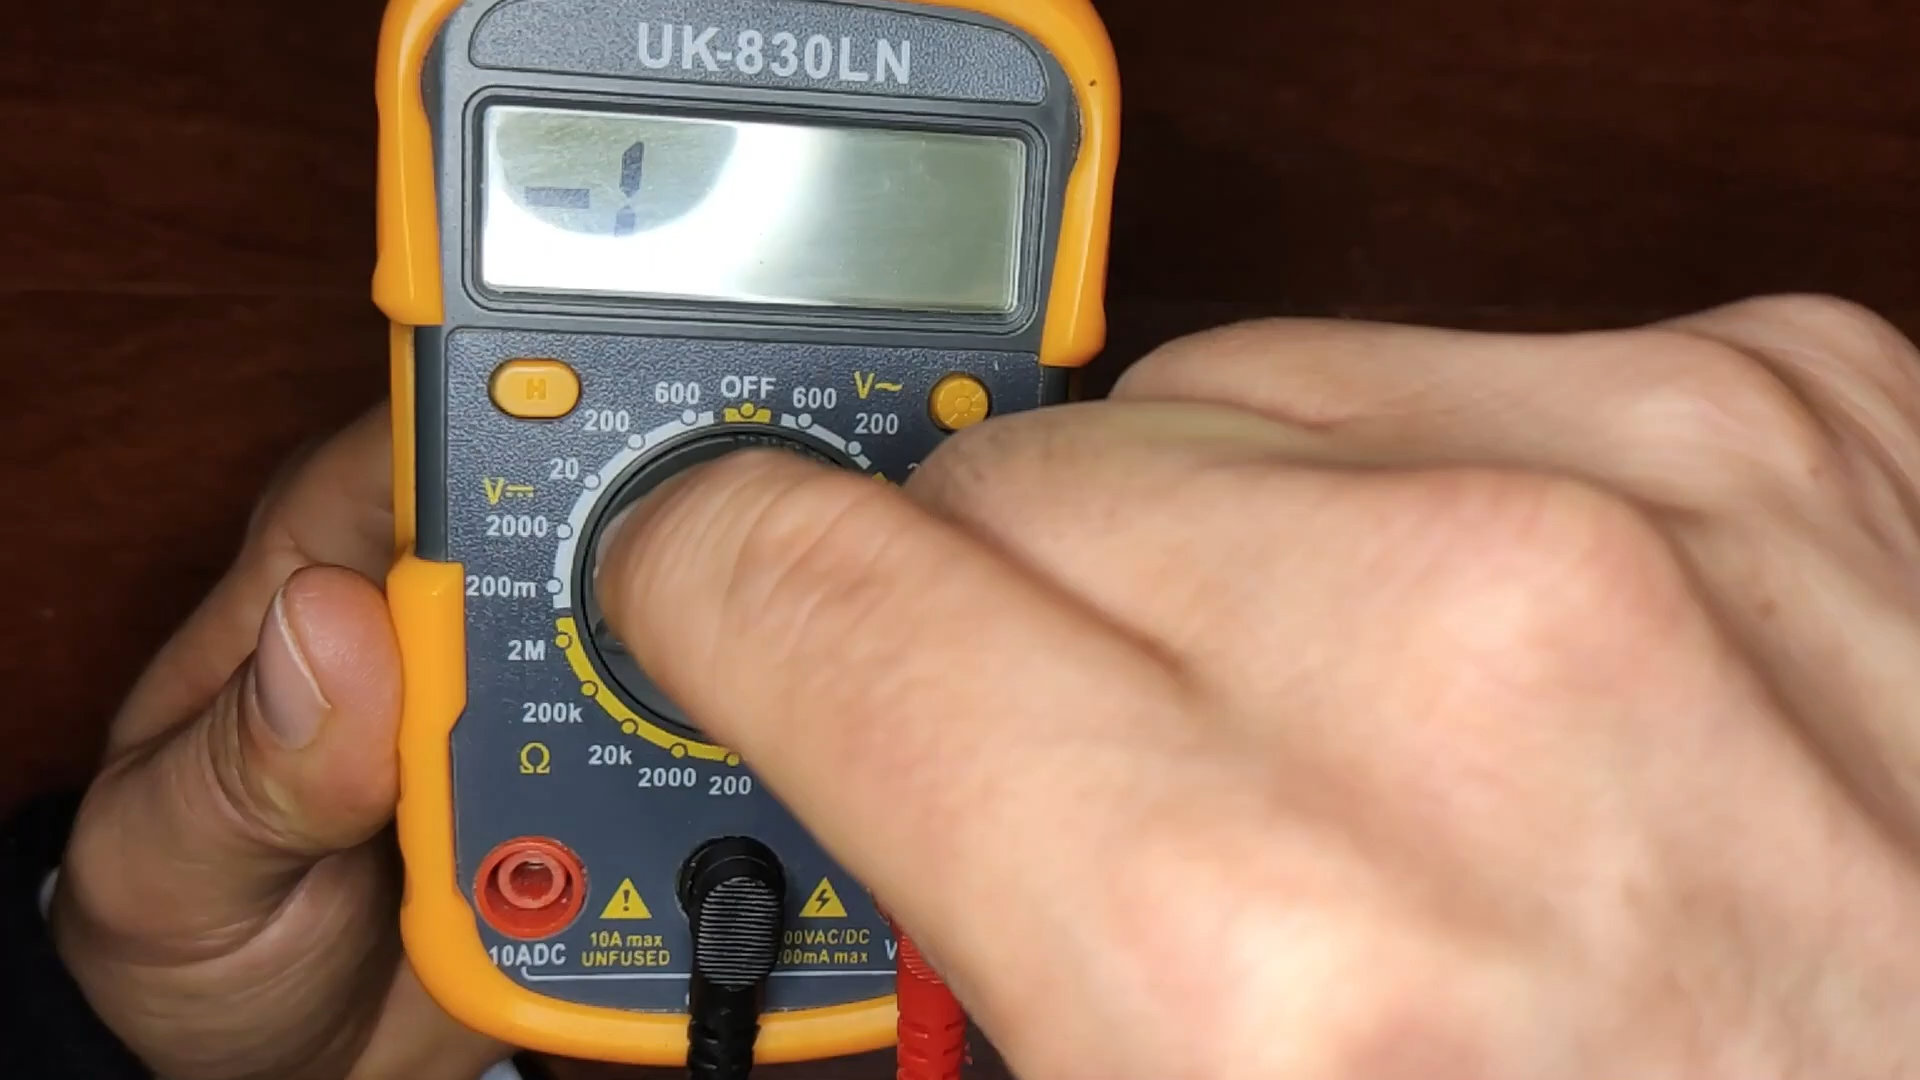 UK-830LN
-1
H
600 OFF 600 V~
200 200
20
V⎓
2000
200m
2M
200k
Ω 20k
2000 200
10ADC
10A max
UNFUSED
00VAC/DC
00mA max
V